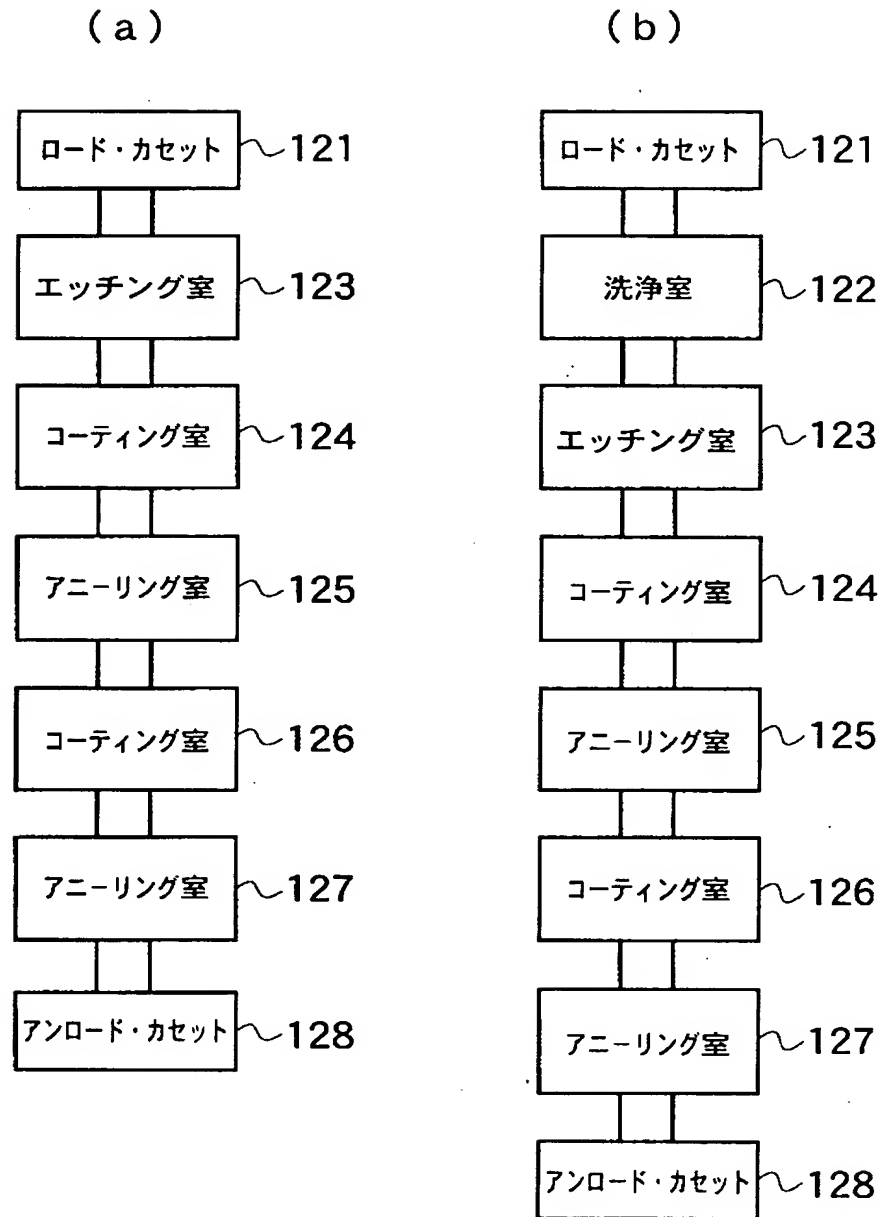 (a)
ロード・カセット 121
エッチング室 123
コーティング室 124
アニーリング室 125
コーティング室 126
アニーリング室 127
アンロード・カセット 128
(b)
ロード・カセット 121
洗浄室 122
エッチング室 123
コーティング室 124
アニーリング室 125
コーティング室 126
アニーリング室 127
アンロード・カセット 128